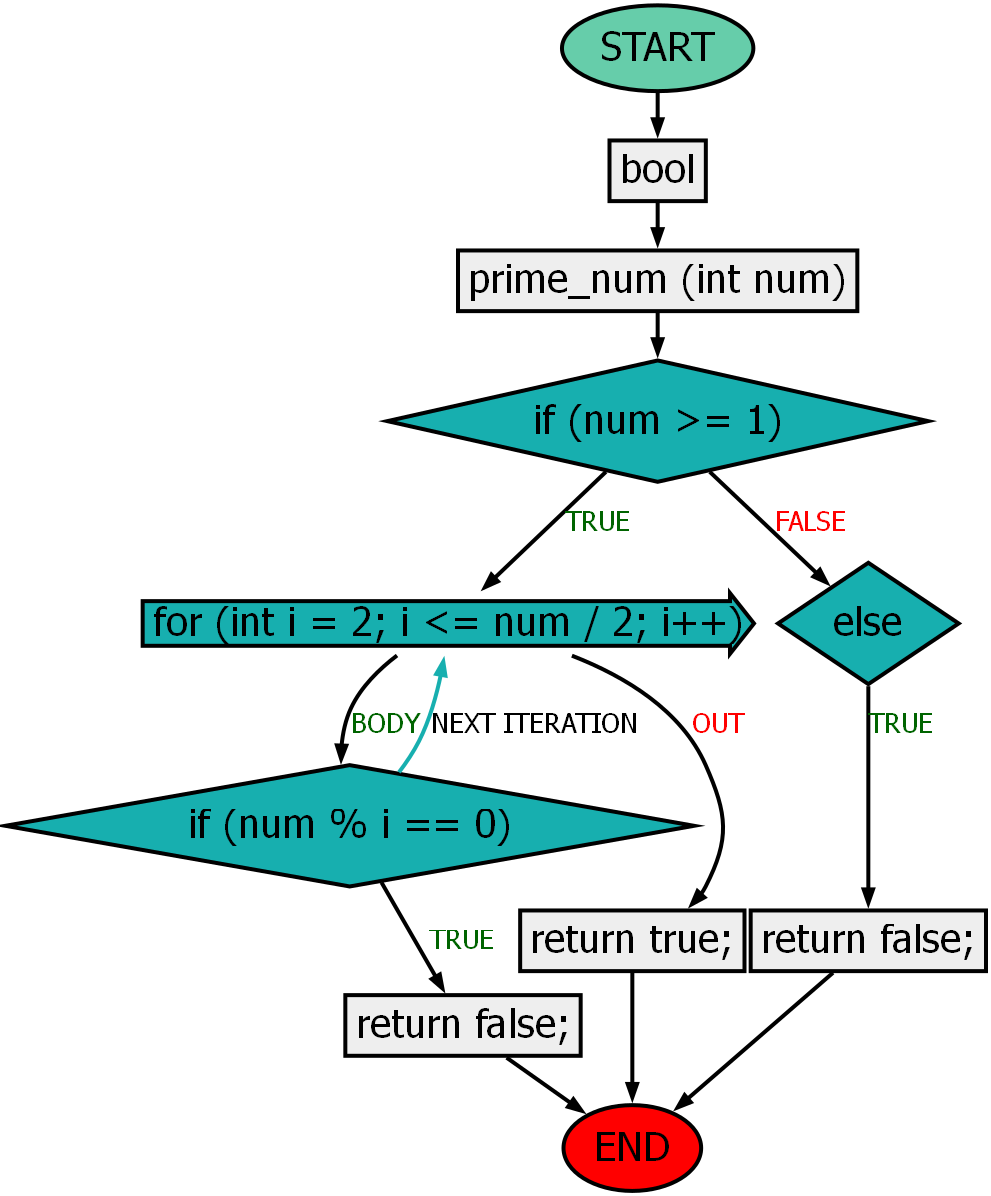 START
bool
prime_num (int num)
if (num >= 1)
TRUE
FALSE
for (int i = 2; i <= num / 2; i++)
else
BODY
NEXT ITERATION
OUT
TRUE
if (num % i == 0)
TRUE
return true;
return false;
return false;
END